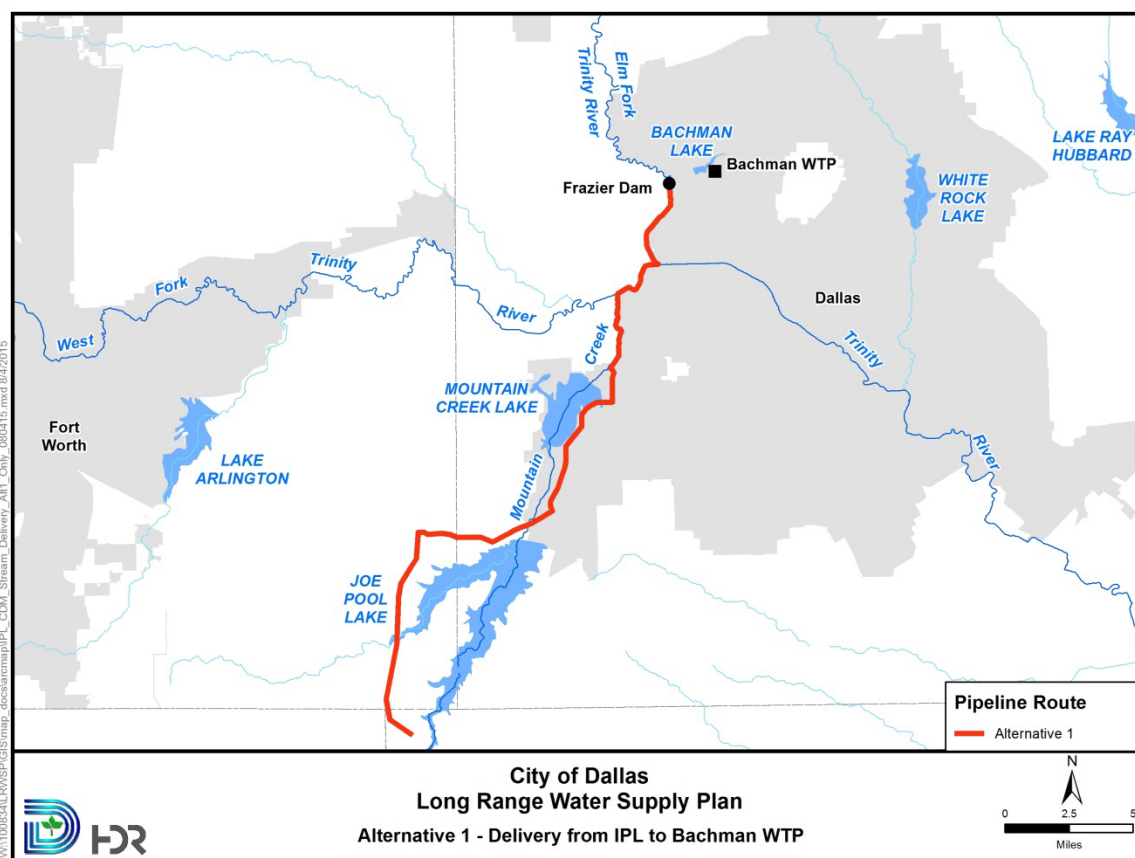 Elm Fork
Trinity River
BACHMAN
LAKE
Bachman WTP
LAKE RAY
HUBBARD
Frazier Dam
WHITE
ROCK
LAKE
Trinity
Fork
West
River
Dallas
Creek
Trinity
MOUNTAIN
CREEK LAKE
Fort
Worth
LAKE
ARLINGTON
River
Mountain
JOE
POOL
LAKE
Pipeline Route
Alternative 1
City of Dallas
Long Range Water Supply Plan
Alternative 1 - Delivery from IPL to Bachman WTP
N
0 2.5 5
Miles
HDR